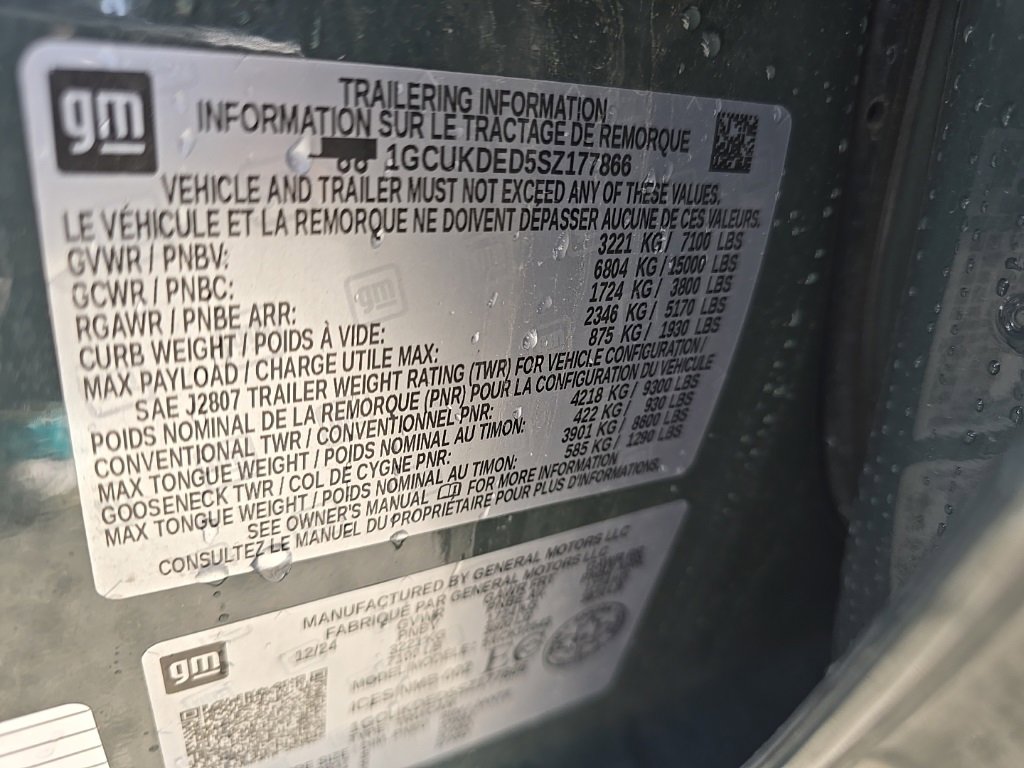 gm
TRAILERING INFORMATION
INFORMATION SUR LE TRACTAGE DE REMORQUE
1GCUKDED5SZ177866
VEHICLE AND TRAILER MUST NOT EXCEED ANY OF THESE VALUES.
LE VÉHICULE ET LA REMORQUE NE DOIVENT DÉPASSER AUCUNE DE CES VALEURS.
GVWR / PNBV: 3221 KG / 7100 LBS
GCWR / PNBC: 6804 KG / 15000 LBS
RGAWR / PNBE ARR: 1724 KG / 3800 LBS
CURB WEIGHT / POIDS À VIDE: 2346 KG / 5170 LBS
MAX PAYLOAD / CHARGE UTILE MAX: 875 KG / 1930 LBS
SAE J2807 TRAILER WEIGHT RATING (TWR) FOR VEHICLE CONFIGURATION /
POIDS NOMINAL DE LA REMORQUE (PNR) POUR LA CONFIGURATION DU VÉHICULE
CONVENTIONAL TWR / CONVENTIONNEL PNR: 4218 KG / 9300 LBS
MAX TONGUE WEIGHT / POIDS NOMINAL AU TIMON: 422 KG / 930 LBS
GOOSENECK TWR / COL DE CYGNE PNR: 3901 KG / 8600 LBS
MAX TONGUE WEIGHT / POIDS NOMINAL AU TIMON: 585 KG / 1290 LBS
SEE OWNER'S MANUAL FOR MORE INFORMATION
CONSULTEZ LE MANUEL DU PROPRIÉTAIRE POUR PLUS D'INFORMATIONS.
gm
MANUFACTURED BY GENERAL MOTORS LLC
FABRIQUÉ PAR GENERAL MOTORS LLC
12/24
GVWR
PNBV
GAWR FRT